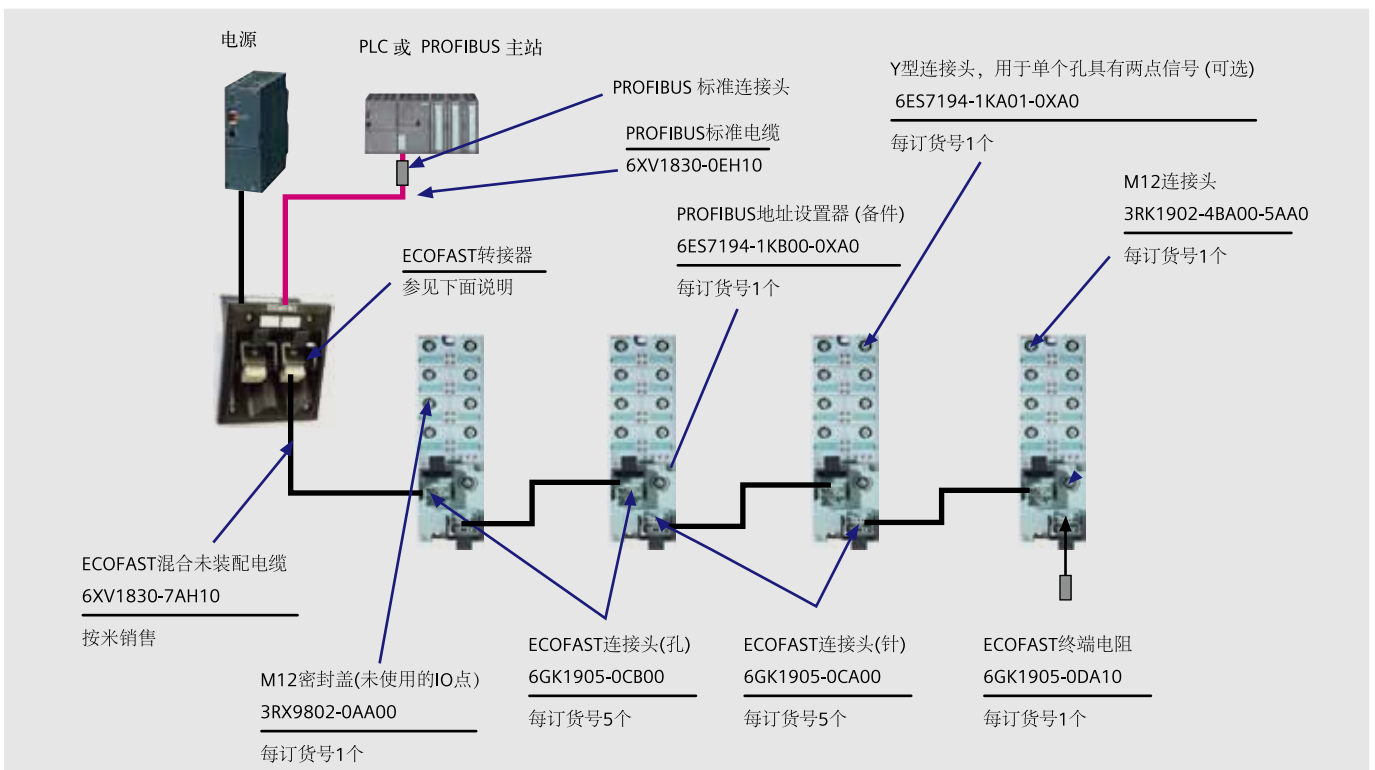 电源
PLC 或 PROFIBUS 主站
PROFIBUS 标准连接头
PROFIBUS标准电缆
6XV1830-0EH10
Y型连接头，用于单个孔具有两点信号 (可选)
6ES7194-1KA01-0XA0
每订货号1个
M12连接头
3RK1902-4BA00-5AA0
每订货号1个
PROFIBUS地址设置器 (备件)
6ES7194-1KB00-0XA0
每订货号1个
ECOFAST转接器
参见下面说明
ECOFAST混合未装配电缆
6XV1830-7AH10
按米销售
M12密封盖(未使用的IO点)
3RX9802-0AA00
每订货号1个
ECOFAST连接头(孔)
6GK1905-0CB00
每订货号5个
ECOFAST连接头(针)
6GK1905-0CA00
每订货号5个
ECOFAST终端电阻
6GK1905-0DA10
每订货号1个